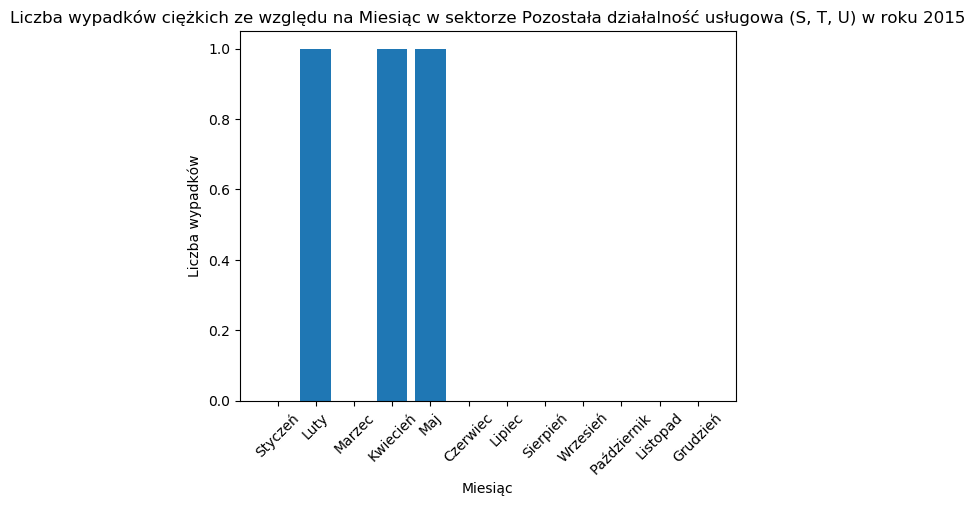 Liczba wypadków ciężkich ze względu na Miesiąc w sektorze Pozostała działalność usługowa (S, T, U) w roku 2015
1.0
0.8
0.6
0.4
0.2
0.0
Liczba wypadków
Styczeń
Luty
Marzec
Kwiecień
Maj
Czerwiec
Lipiec
Sierpień
Wrzesień
Październik
Listopad
Grudzień
Miesiąc